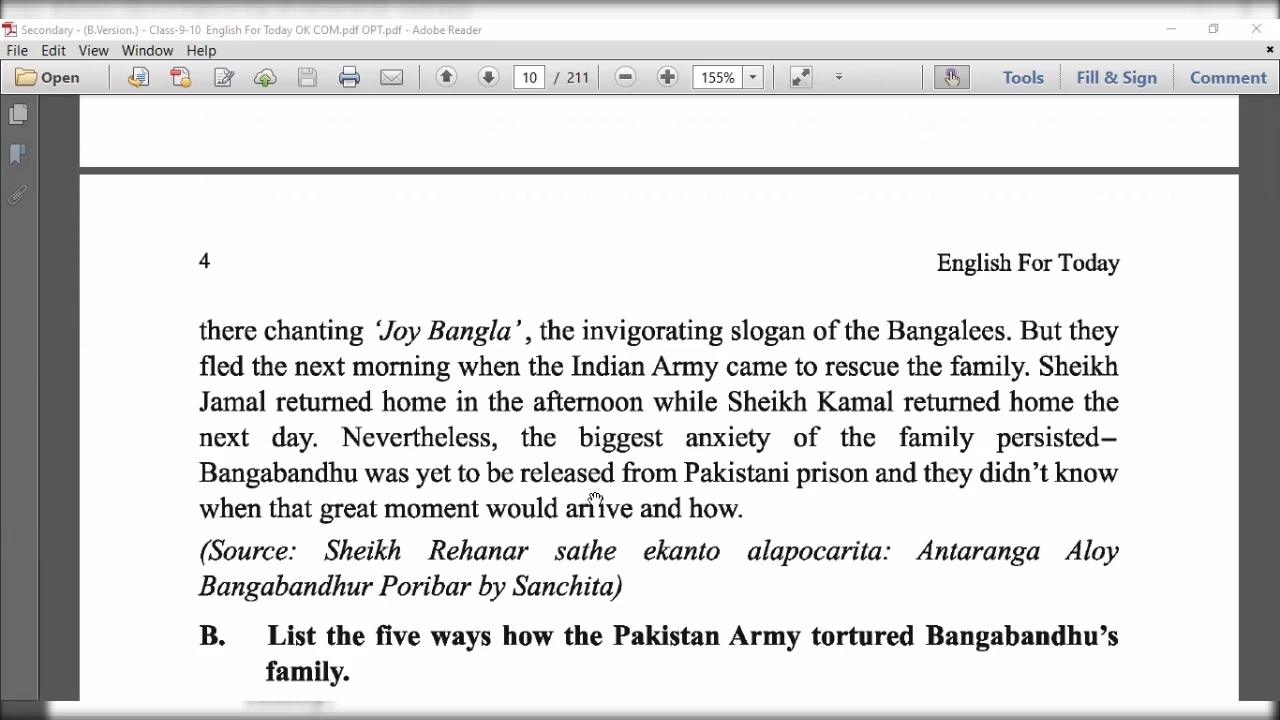 Secondary - (B.Version.) - Class-9-10 English For Today OK COM.pdf OPT.pdf - Adobe Reader
File Edit View Window Help
Open 10 / 211 155% Tools Fill & Sign Comment
4 English For Today
there chanting ‘Joy Bangla’, the invigorating slogan of the Bangalees. But they
fled the next morning when the Indian Army came to rescue the family. Sheikh
Jamal returned home in the afternoon while Sheikh Kamal returned home the
next day. Nevertheless, the biggest anxiety of the family persisted–
Bangabandhu was yet to be released from Pakistani prison and they didn’t know
when that great moment would arrive and how.
(Source: Sheikh Rehanar sathe ekanto alapocarita: Antaranga Aloy
Bangabandhur Poribar by Sanchita)
B. List the five ways how the Pakistan Army tortured Bangabandhu’s
family.